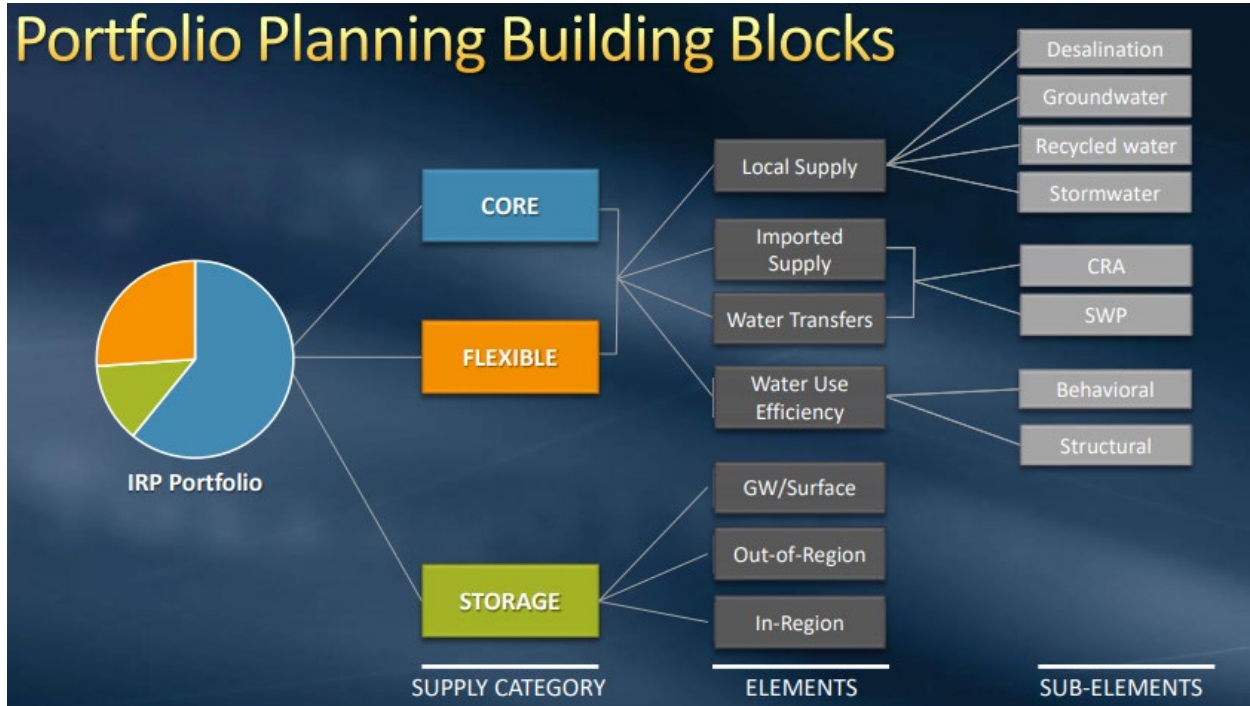 Portfolio Planning Building Blocks
IRP Portfolio
CORE
FLEXIBLE
STORAGE
SUPPLY CATEGORY
Local Supply
Imported
Supply
Water Transfers
Water Use
Efficiency
GW/Surface
Out-of-Region
In-Region
ELEMENTS
Desalination
Groundwater
Recycled water
Stormwater
CRA
SWP
Behavioral
Structural
SUB-ELEMENTS